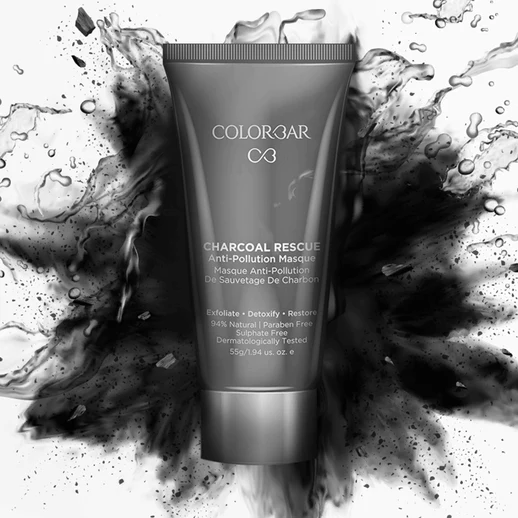 COLORBAR
CB
CHARCOAL RESCUE
Anti-Pollution Masque
Masque Anti-Pollution
De Sauvetage De Charbon
Exfoliate • Detoxify • Restore
94% Natural | Paraben Free
Sulphate Free
Dermatologically Tested
55g/1.94 us. oz. e